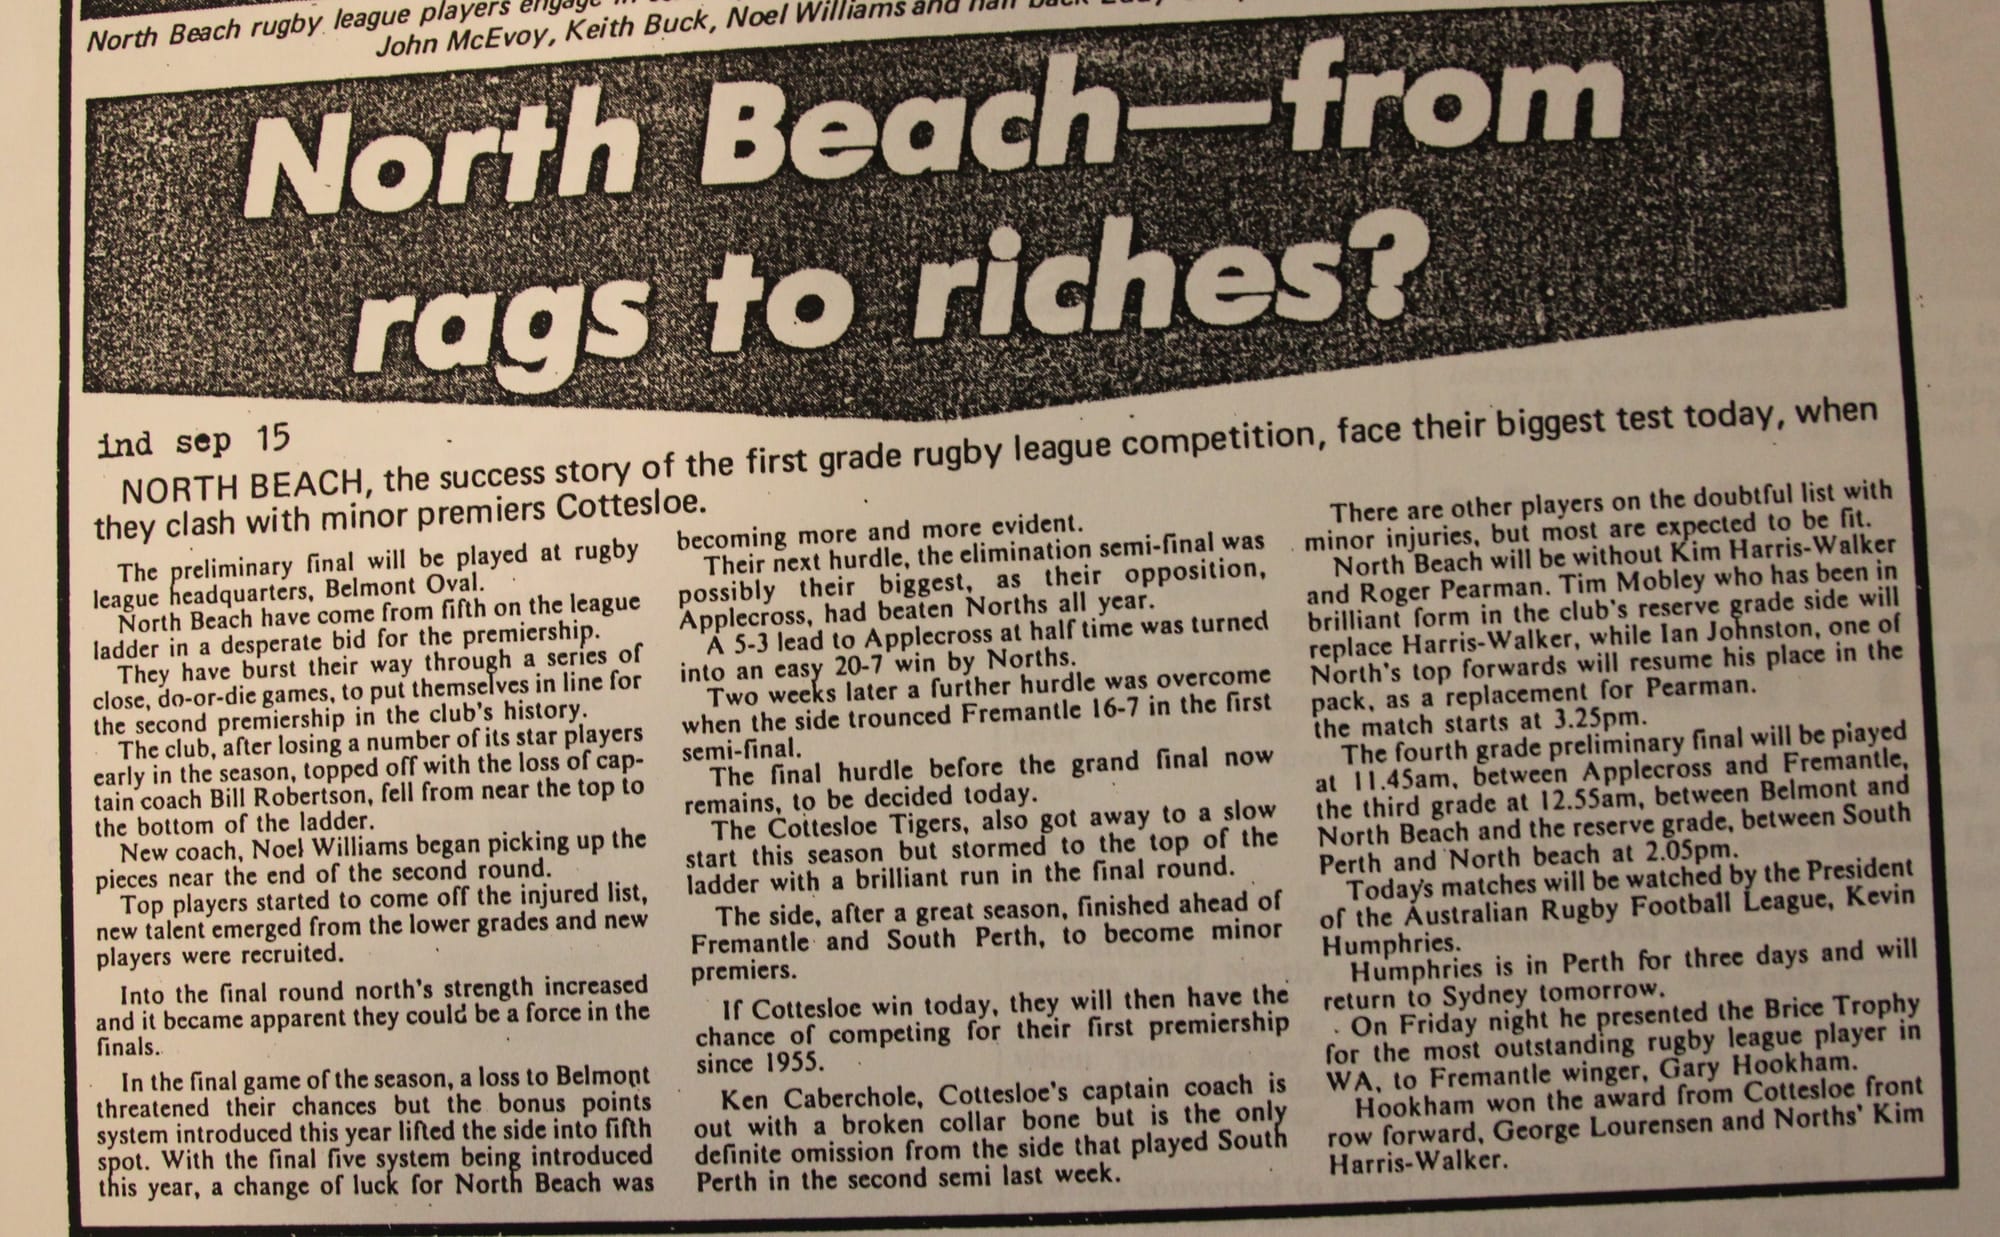 North Beach rugby league players engage in
John McEvoy, Keith Buck, Noel Williams and half back
North Beach—from
rags to riches?
ind sep 15
NORTH BEACH, the success story of the first grade rugby league competition, face their biggest test today, when
they clash with minor premiers Cottesloe.
The preliminary final will be played at rugby
league headquarters, Belmont Oval.
North Beach have come from fifth on the league
ladder in a desperate bid for the premiership.
They have burst their way through a series of
close, do-or-die games, to put themselves in line for
the second premiership in the club's history.
The club, after losing a number of its star players
early in the season, topped off with the loss of cap-
tain coach Bill Robertson, fell from near the top to
the bottom of the ladder.
New coach, Noel Williams began picking up the
pieces near the end of the second round.
Top players started to come off the injured list,
new talent emerged from the lower grades and new
players were recruited.
Into the final round north's strength increased
and it became apparent they could be a force in the
finals.
In the final game of the season, a loss to Belmont
threatened their chances but the bonus points
system introduced this year lifted the side into fifth
spot. With the final five system being introduced
this year, a change of luck for North Beach was
becoming more and more evident.
Their next hurdle, the elimination semi-final was
possibly their biggest, as their opposition,
Applecross, had beaten Norths all year.
A 5-3 lead to Applecross at half time was turned
into an easy 20-7 win by Norths.
Two weeks later a further hurdle was overcome
when the side trounced Fremantle 16-7 in the first
semi-final.
The final hurdle before the grand final now
remains, to be decided today.
The Cottesloe Tigers, also got away to a slow
start this season but stormed to the top of the
ladder with a brilliant run in the final round.
The side, after a great season, finished ahead of
Fremantle and South Perth, to become minor
premiers.
If Cottesloe win today, they will then have the
chance of competing for their first premiership
since 1955.
Ken Caberchole, Cottesloe's captain coach is
out with a broken collar bone but is the only
definite omission from the side that played South
Perth in the second semi last week.
There are other players on the doubtful list with
minor injuries, but most are expected to be fit.
North Beach will be without Kim Harris-Walker
and Roger Pearman. Tim Mobley who has been in
brilliant form in the club's reserve grade side will
replace Harris-Walker, while Ian Johnston, one of
North's top forwards will resume his place in the
pack, as a replacement for Pearman.
the match starts at 3.25pm.
The fourth grade preliminary final will be played
at 11.45am, between Applecross and Fremantle,
the third grade at 12.55am, between Belmont and
North Beach and the reserve grade, between South
Perth and North beach at 2.05pm.
Today's matches will be watched by the President
of the Australian Rugby Football League, Kevin
Humphries.
Humphries is in Perth for three days and will
return to Sydney tomorrow.
On Friday night he presented the Brice Trophy
for the most outstanding rugby league player in
WA, to Fremantle winger, Gary Hookham.
Hookham won the award from Cottesloe front
row forward, George Lourensen and Norths' Kim
Harris-Walker.